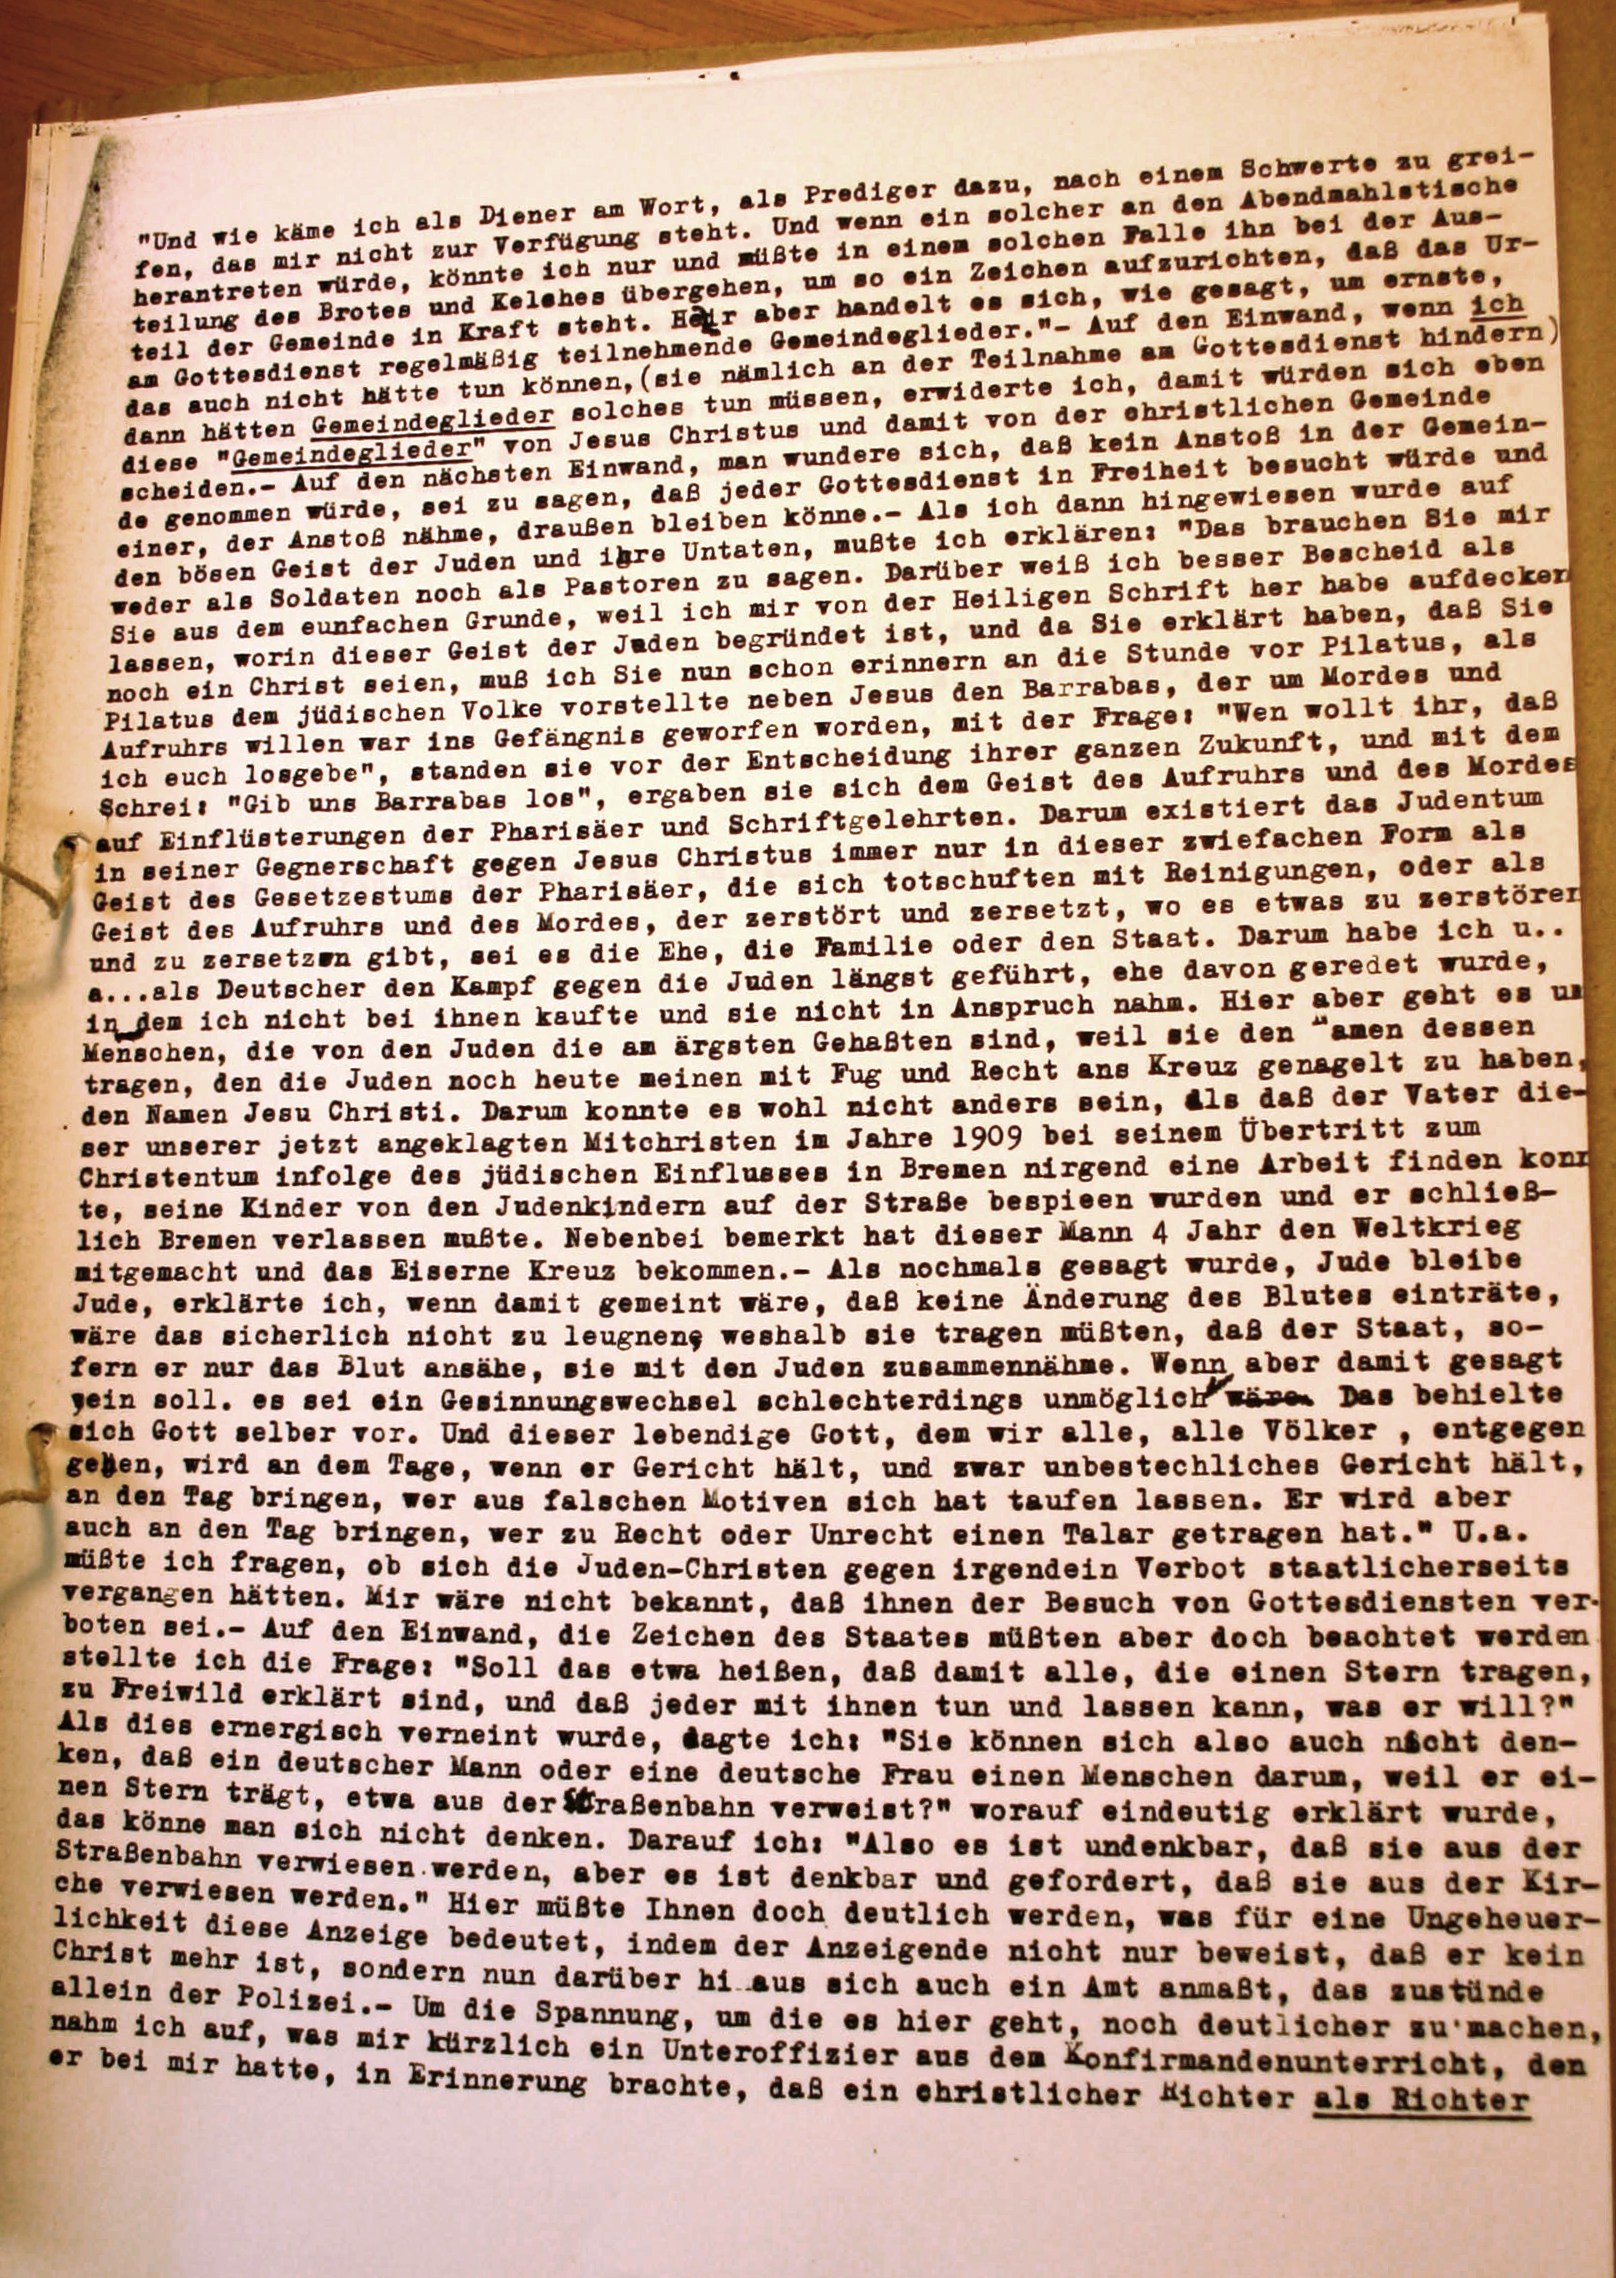 "Und wie käme ich als Diener am Wort, als Prediger dazu, nach einem Schwerte zu grei-
fen, das mir nicht zur Verfügung steht. Und wenn ein solcher an den Abendmahlstische
herantreten würde, könnte ich nur und müßte in einem solchen Falle ihn bei der Aus-
teilung des Brotes und Kelches übergehen, um so ein Zeichen aufzurichten, daß das Ur-
teil der Gemeinde in Kraft steht. Heir aber handelt es sich, wie gesagt, um ernste,
am Gottesdienst regelmäßig teilnehmende Gemeindeglieder."- Auf den Einwand, wenn ich
das auch nicht hätte tun können,(sie nämlich an der Teilnahme am Gottesdienst hindern)
dann hätten Gemeindeglieder solches tun müssen, erwiderte ich, damit würden sich eben
diese "Gemeindeglieder" von Jesus Christus und damit von der christlichen Gemeinde
scheiden.- Auf den nächsten Einwand, man wundere sich, daß kein Anstoß in der Gemein-
de genommen würde, sei zu sagen, daß jeder Gottesdienst in Freiheit besucht würde und
einer, der Anstoß nähme, draußen bleiben könne.- Als ich dann hingewiesen wurde auf
den bösen Geist der Juden und ihre Untaten, mußte ich erklären: "Das brauchen Sie mir
weder als Soldaten noch als Pastoren zu sagen. Darüber weiß ich besser Bescheid als
Sie aus dem eunfachen Grunde, weil ich mir von der Heiligen Schrift her habe aufdecken
lassen, worin dieser Geist der Juden begründet ist, und da Sie erklärt haben, daß Sie
noch ein Christ seien, muß ich Sie nun schon erinnern an die Stunde vor Pilatus, als
Pilatus dem jüdischen Volke vorstellte neben Jesus den Barrabas, der um Mordes und
Aufruhrs willen war ins Gefängnis geworfen worden, mit der Frage: "Wen wollt ihr, daß
ich euch losgebe", standen sie vor der Entscheidung ihrer ganzen Zukunft, und mit dem
Schrei: "Gib uns Barrabas los", ergaben sie sich dem Geist des Aufruhrs und des Mordes
auf Einflüsterungen der Pharisäer und Schriftgelehrten. Darum existiert das Judentum
in seiner Gegnerschaft gegen Jesus Christus immer nur in dieser zwiefachen Form als
Geist des Gesetzestums der Pharisäer, die sich totschuften mit Reinigungen, oder als
Geist des Aufruhrs und des Mordes, der zerstört und zersetzt, wo es etwas zu zerstören
und zu zersetzen gibt, sei es die Ehe, die Familie oder den Staat. Darum habe ich u..
a...als Deutscher den Kampf gegen die Juden längst geführt, ehe davon geredet wurde,
in dem ich nicht bei ihnen kaufte und sie nicht in Anspruch nahm. Hier aber geht es um
Menschen, die von den Juden die am ärgsten Gehaßten sind, weil sie den Namen dessen
tragen, den die Juden noch heute meinen mit Fug und Recht ans Kreuz genagelt zu haben,
den Namen Jesu Christi. Darum konnte es wohl nicht anders sein, als daß der Vater die-
ser unserer jetzt angeklagten Mitchristen im Jahre 1909 bei seinem Übertritt zum
Christentum infolge des jüdischen Einflusses in Bremen nirgend eine Arbeit finden konn
te, seine Kinder von den Judenkindern auf der Straße bespieen wurden und er schließ-
lich Bremen verlassen mußte. Nebenbei bemerkt hat dieser Mann 4 Jahr den Weltkrieg
mitgemacht und das Eiserne Kreuz bekommen.- Als nochmals gesagt wurde, Jude bleibe
Jude, erklärte ich, wenn damit gemeint wäre, daß keine Änderung des Blutes einträte,
wäre das sicherlich nicht zu leugnen, weshalb sie tragen müßten, daß der Staat, so-
fern er nur das Blut ansähe, sie mit den Juden zusammennähme. Wenn aber damit gesagt
sein soll. es sei ein Gesinnungswechsel schlechterdings unmöglich, wäre. Das behielte
sich Gott selber vor. Und dieser lebendige Gott, dem wir alle, alle Völker , entgegen
gehen, wird an dem Tage, wenn er Gericht hält, und zwar unbestechliches Gericht hält,
an den Tag bringen, wer aus falschen Motiven sich hat taufen lassen. Er wird aber
auch an den Tag bringen, wer zu Recht oder Unrecht einen Talar getragen hat." U.a.
müßte ich fragen, ob sich die Juden-Christen gegen irgendein Verbot staatlicherseits
vergangen hätten. Mir wäre nicht bekannt, daß ihnen der Besuch von Gottesdiensten ver-
boten sei.- Auf den Einwand, die Zeichen des Staates müßten aber doch beachtet werden
stellte ich die Frage: "Soll das etwa heißen, daß damit alle, die einen Stern tragen,
zu Freiwild erklärt sind, und daß jeder mit ihnen tun und lassen kann, was er will?"
Als dies ernergisch verneint wurde, sagte ich: "Sie können sich also auch nicht den-
ken, daß ein deutscher Mann oder eine deutsche Frau einen Menschen darum, weil er ei-
nen Stern trägt, etwa aus der Straßenbahn verweist?" worauf eindeutig erklärt wurde,
das könne man sich nicht denken. Darauf ich: "Also es ist undenkbar, daß sie aus der
Straßenbahn verwiesen werden, aber es ist denkbar und gefordert, daß sie aus der Kir-
che verwiesen werden." Hier müßte Ihnen doch deutlich werden, was für eine Ungeheuer-
lichkeit diese Anzeige bedeutet, indem der Anzeigende nicht nur beweist, daß er kein
Christ mehr ist, sondern nun darüber hi aus sich auch ein Amt anmaßt, das zustünde
allein der Polizei.- Um die Spannung, um die es hier geht, noch deutlicher zu machen,
nahm ich auf, was mir kürzlich ein Unteroffizier aus dem Konfirmandenunterricht, den
er bei mir hatte, in Erinnerung brachte, daß ein christlicher Richter als Richter